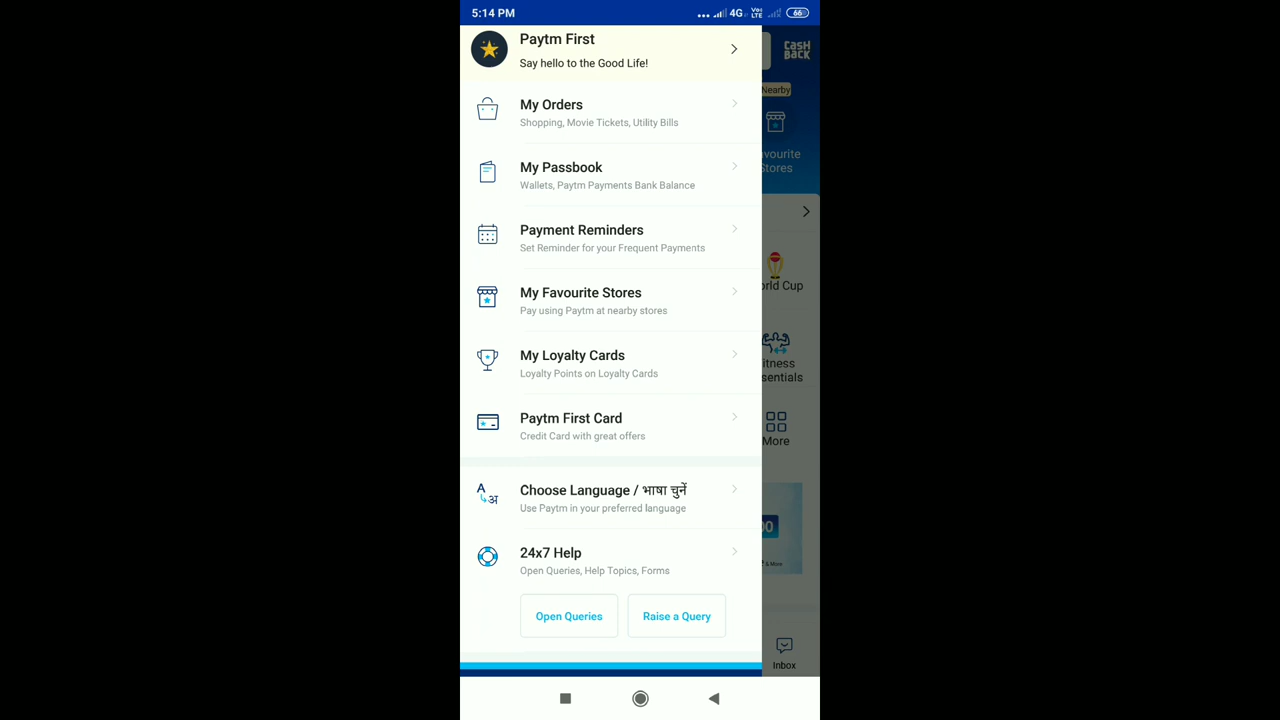 5:14 PM
4G
Vo
LTE
66
Paytm First
Say hello to the Good Life!
CASH
BACK
My Orders
Shopping, Movie Tickets, Utility Bills
Nearby
My Passbook
Wallets, Paytm Payments Bank Balance
vourite
Stores
Payment Reminders
Set Reminder for your Frequent Payments
My Favourite Stores
Pay using Paytm at nearby stores
orld Cup
My Loyalty Cards
Loyalty Points on Loyalty Cards
itness
sentials
Paytm First Card
Credit Card with great offers
More
Choose Language / भाषा चुनें
Use Paytm in your preferred language
A
अ
24x7 Help
Open Queries, Help Topics, Forms
& More
Open Queries
Raise a Query
Inbox